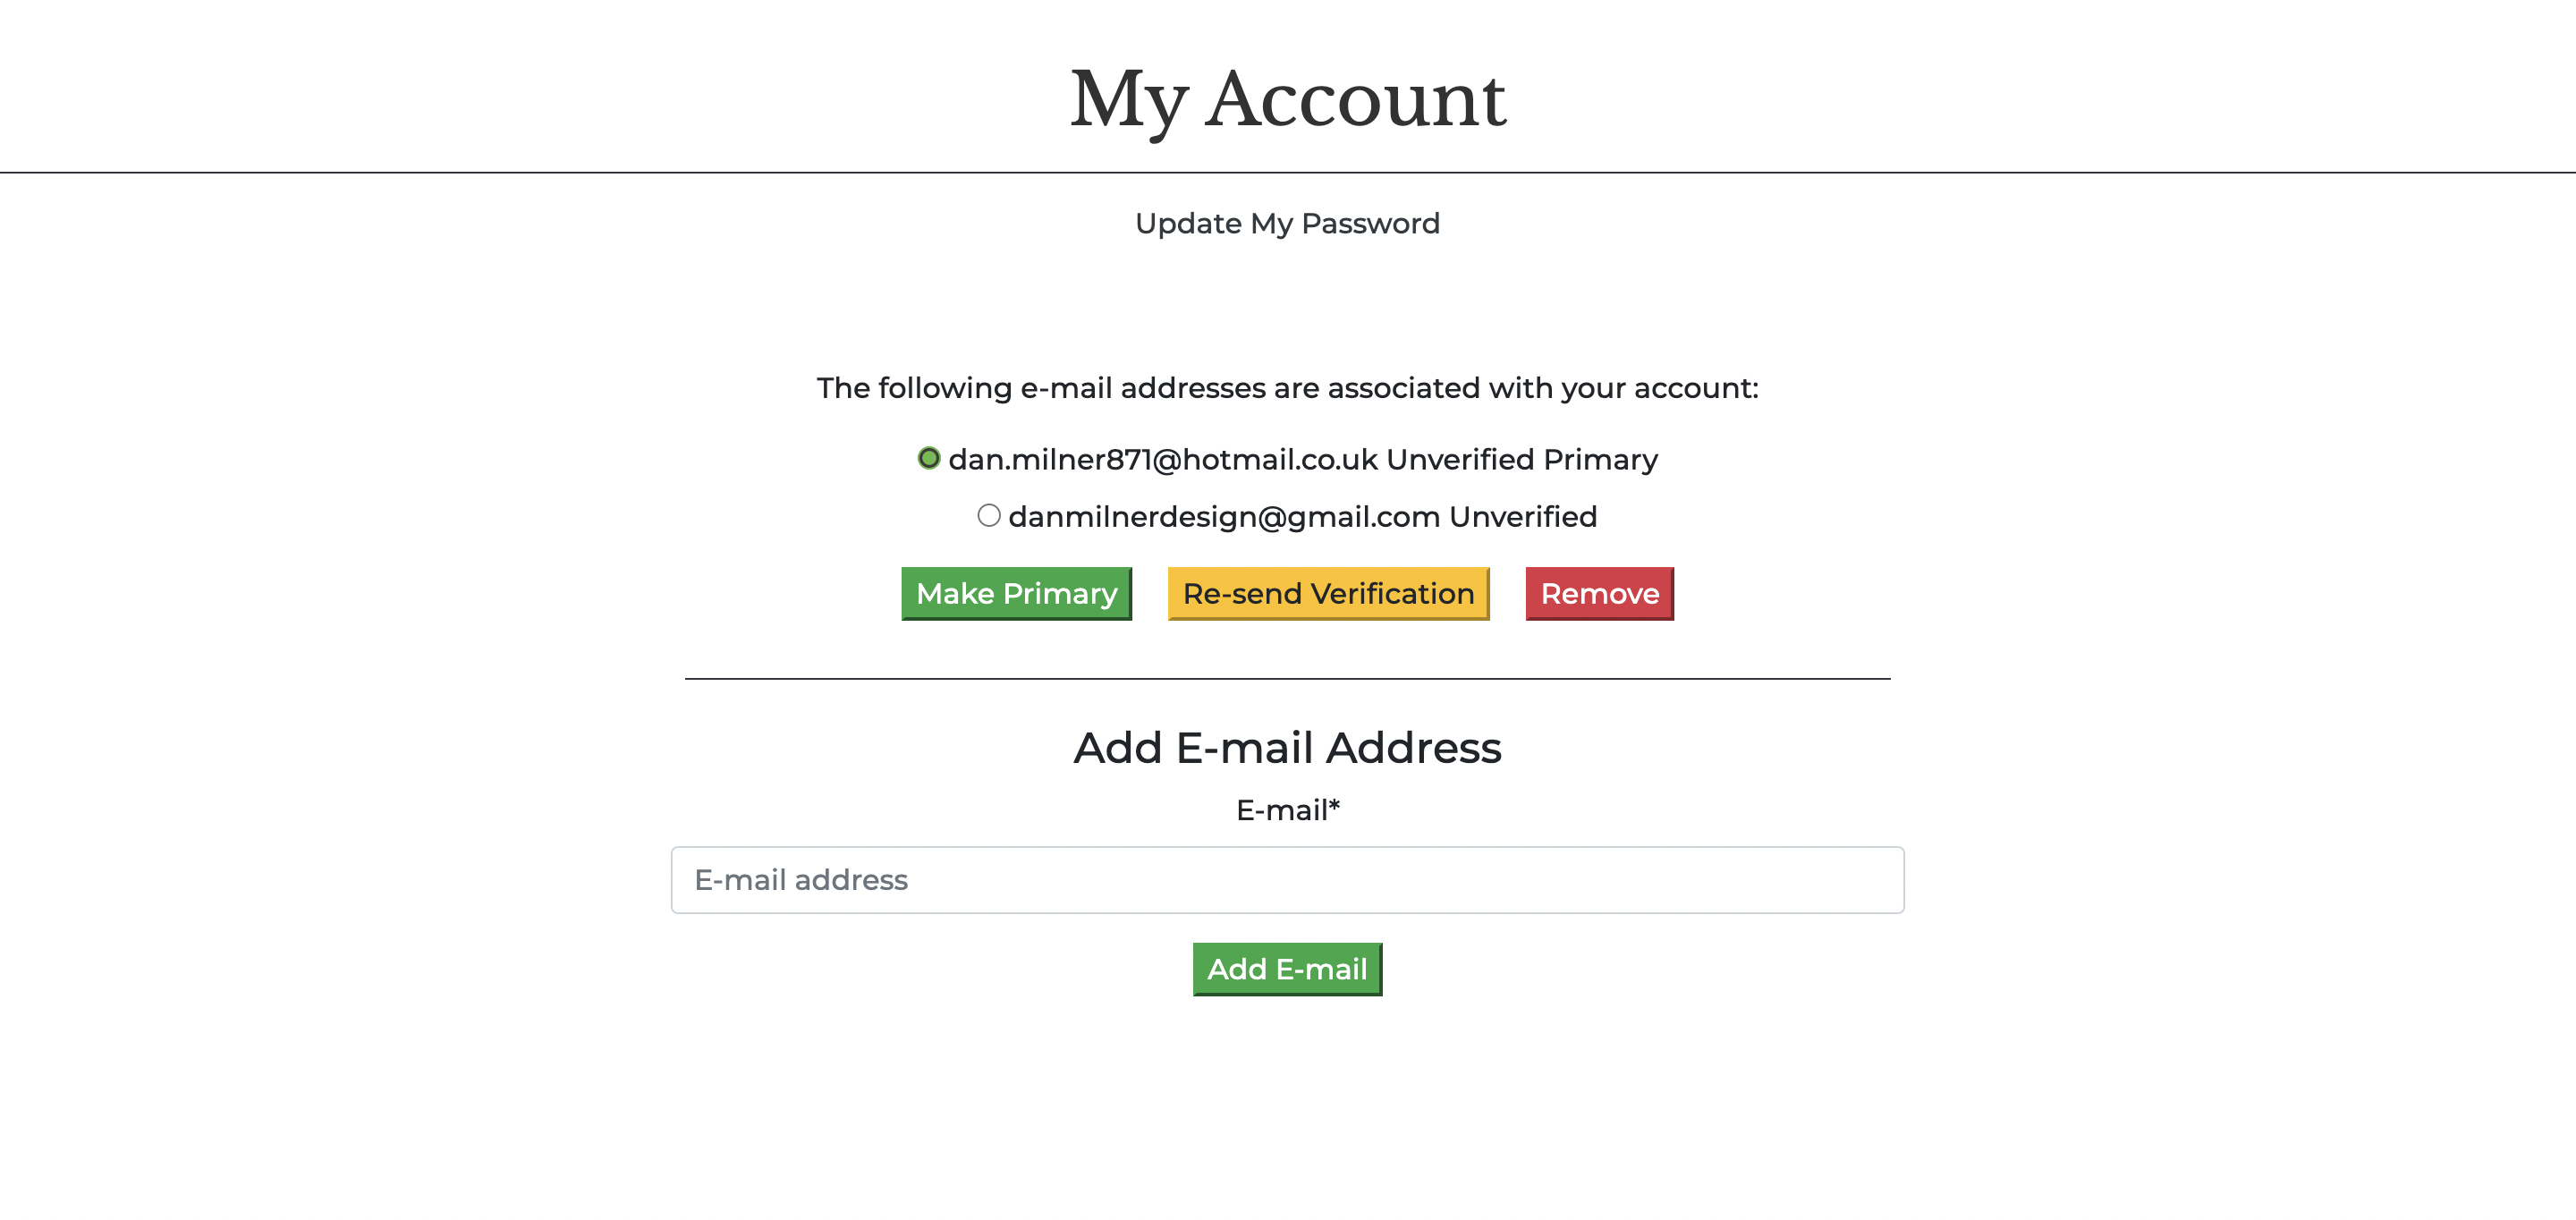 My Account
Update My Password
The following e-mail addresses are associated with your account:
dan.milner871@hotmail.co.uk Unverified Primary
danmilnerdesign@gmail.com Unverified
Make Primary Re-send Verification Remove
Add E-mail Address
E-mail*
E-mail address
Add E-mail